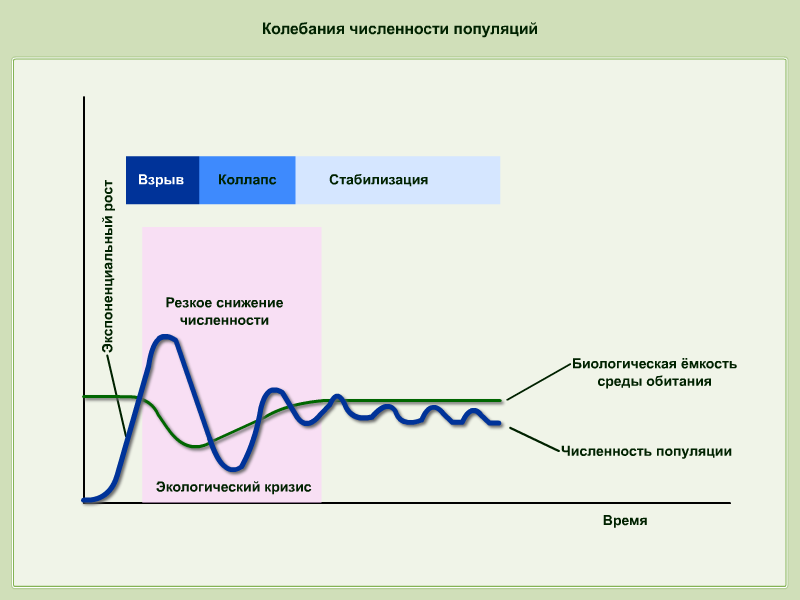 Колебания численности популяций
Взрыв
Коллапс
Стабилизация
Экспоненциальный рост
Резкое снижение
численности
Биологическая ёмкость
среды обитания
Численность популяции
Экологический кризис
Время